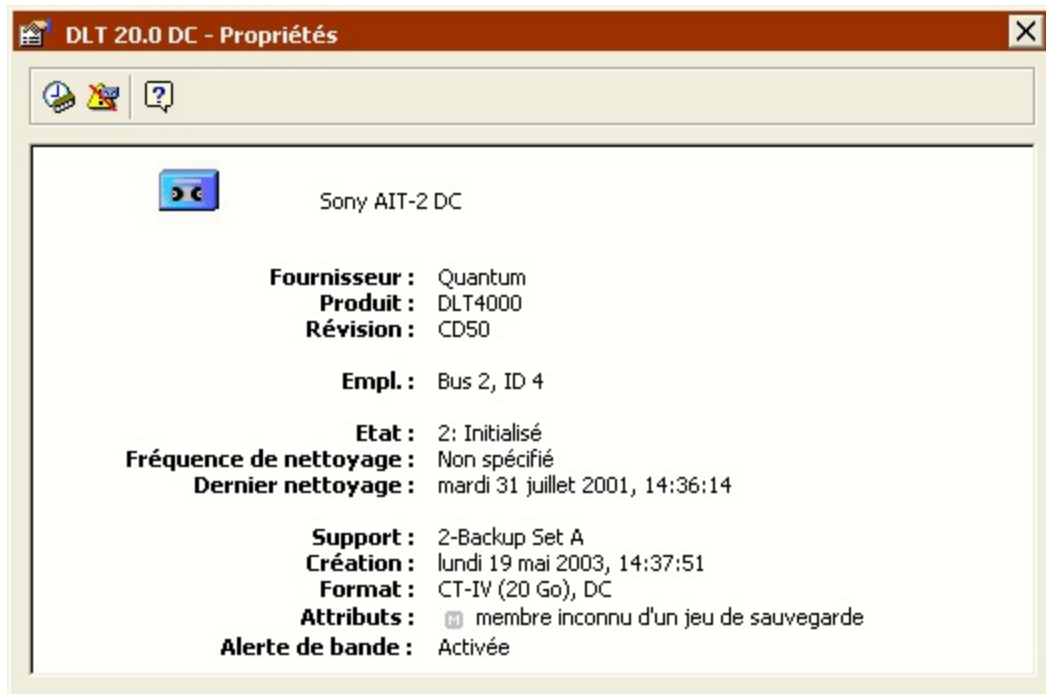 DLT 20.0 DC - Propriétés
Sony AIT-2 DC
Fournisseur : Quantum
Produit : DLT4000
Révision : CD50
Empl. : Bus 2, ID 4
Etat : 2: Initialisé
Fréquence de nettoyage : Non spécifié
Dernier nettoyage : mardi 31 juillet 2001, 14:36:14
Support : 2-Backup Set A
Création : lundi 19 mai 2003, 14:37:51
Format : CT-IV (20 Go), DC
Attributs : M membre inconnu d'un jeu de sauvegarde
Alerte de bande : Activée